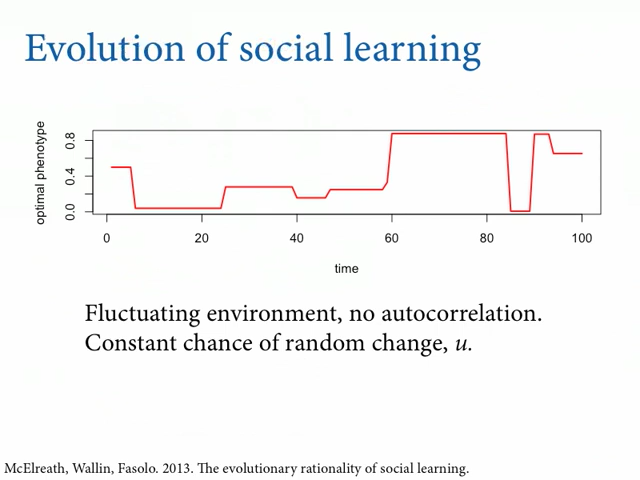 Evolution of social learning
optimal phenotype
0.8
0.4
0.0
0 20 40 60 80 100
time
Fluctuating environment, no autocorrelation.
Constant chance of random change, u.
McElreath, Wallin, Fasolo. 2013. The evolutionary rationality of social learning.